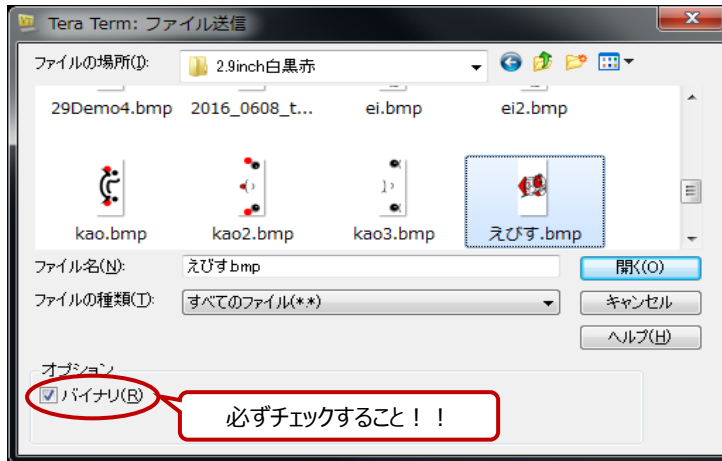 Tera Term: ファイル送信
ファイルの場所(I):
2.9inch白黒赤
29Demo4.bmp 2016_0608_t... ei.bmp ei2.bmp
kao.bmp kao2.bmp kao3.bmp えびす.bmp
ファイル名(N): えびす.bmp 開く(O)
ファイルの種類(T): すべてのファイル(*.*) キャンセル
ヘルプ(H)
オプション
バイナリ(R)
必ずチェックすること！！